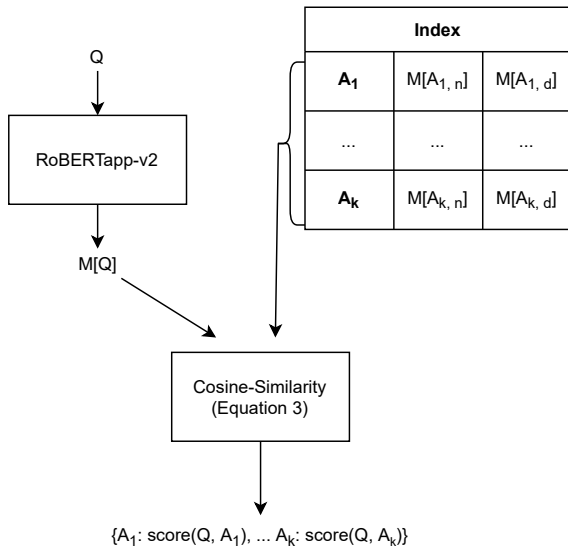 Index
Q
A1 M[A1, n] M[A1, d]
RoBERTapp-v2
... ... ...
Ak M[Ak, n] M[Ak, d]
M[Q]
Cosine-Similarity
(Equation 3)
{A1: score(Q, A1), ... Ak: score(Q, Ak)}